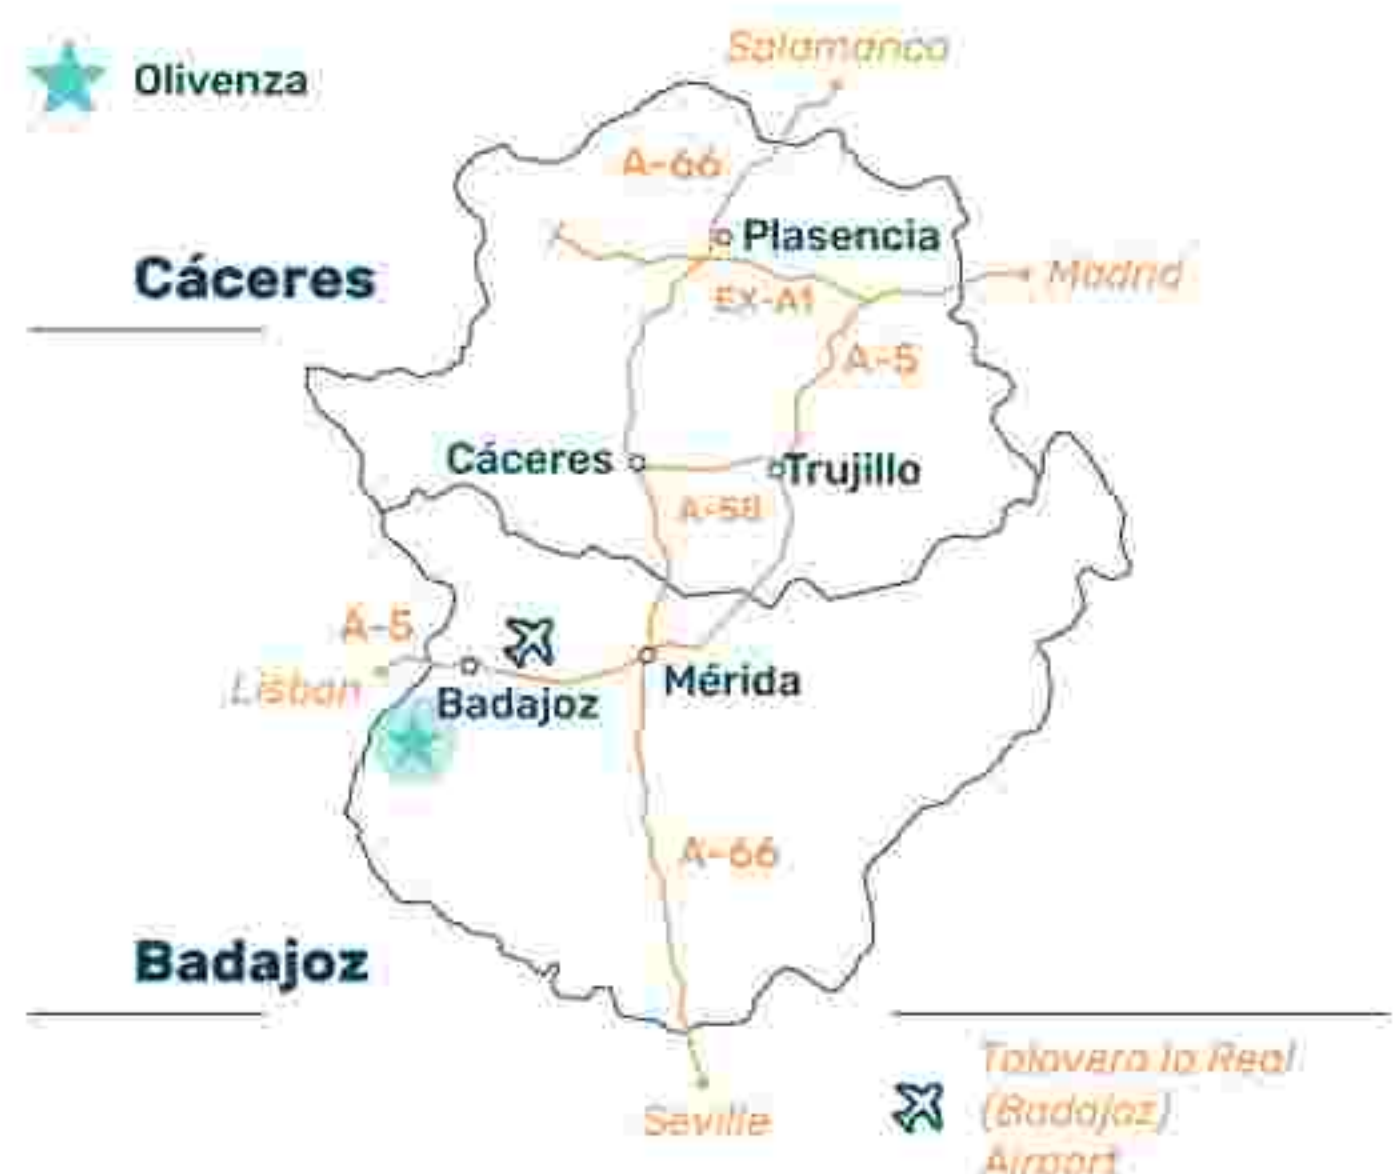 Salamanca
Olivenza
A-66
Plasencia
Cáceres
Madrid
EX-A1
A-5
Cáceres
Trujillo
A-58
A-5
Lisban
Badajoz
Mérida
A-66
Badajoz
Talavera la Real
(Badajoz)
Airport
Seville